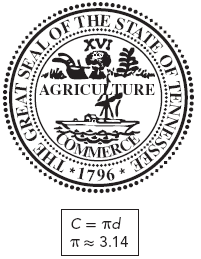 THE GREAT SEAL OF THE STATE OF TENNESSEE
XVI
AGRICULTURE
COMMERCE
1796
C = πd
π ≈ 3.14